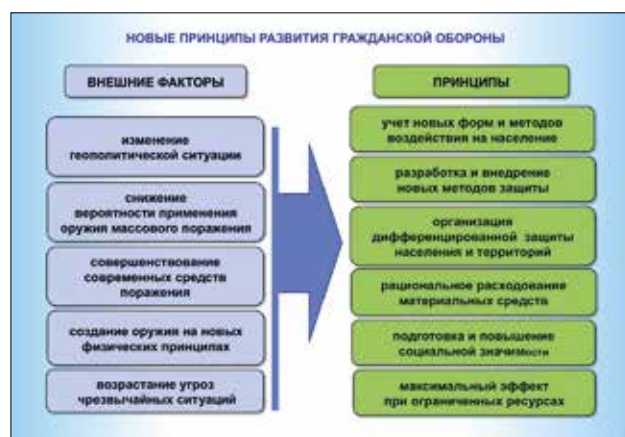 НОВЫЕ ПРИНЦИПЫ РАЗВИТИЯ ГРАЖДАНСКОЙ ОБОРОНЫ
ВНЕШНИЕ ФАКТОРЫ
изменение
геополитической ситуации
снижение
вероятности применения
оружия массового поражения
совершенствование
современных средств
поражения
создание оружия на новых
физических принципах
возрастание угроз
чрезвычайных ситуаций
ПРИНЦИПЫ
учет новых форм и методов
воздействия на население
разработка и внедрение
новых методов защиты
организация
дифференцированной защиты
населения и территорий
рациональное расходование
материальных средств
подготовка и повышение
социальной значимости
максимальный эффект
при ограниченных ресурсах